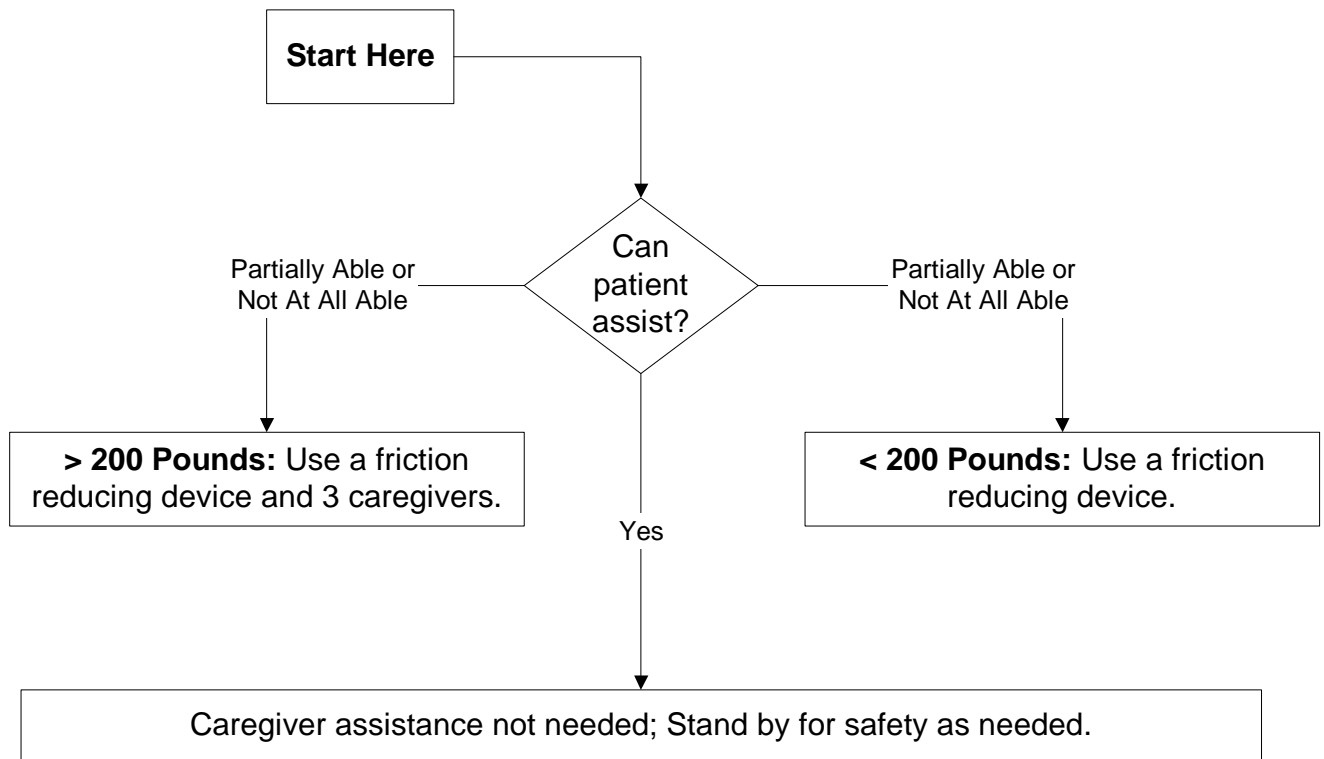 Start Here
Can
patient
assist?
Partially Able or
Not At All Able
Partially Able or
Not At All Able
> 200 Pounds: Use a friction
reducing device and 3 caregivers.
< 200 Pounds: Use a friction
reducing device.
Yes
Caregiver assistance not needed; Stand by for safety as needed.